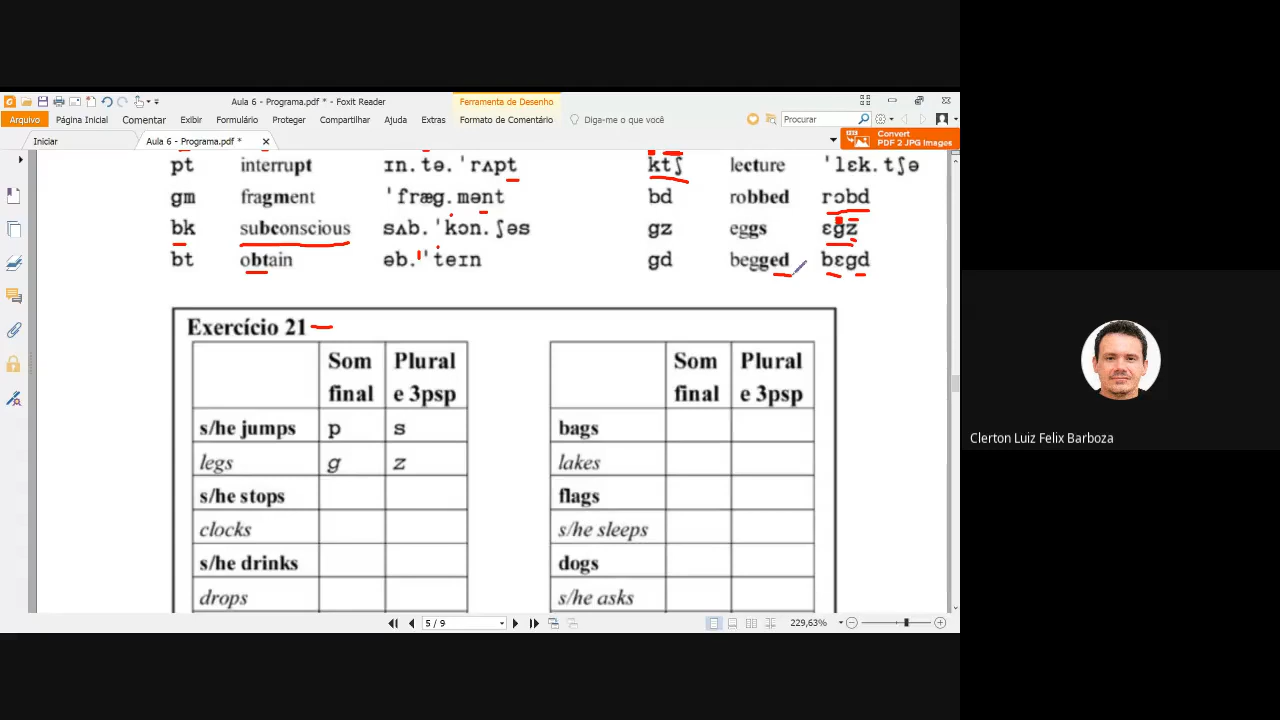 Aula 6 - Programa.pdf * - Foxit Reader
Ferramenta de Desenho
Arquivo Página Inicial Comentar Exibir Formulário Proteger Compartilhar Ajuda Extras Formato de Comentário Diga-me o que você Procurar
Iniciar Aula 6 - Programa.pdf * Convert
PDF 2 JPG Images
pt interrupt ɪn.tə.ˈrʌpt ktʃ lecture ˈlɛk.tʃə
gm fragment ˈfræg.mənt bd robbed rɔbd
bk subconscious sʌb.ˈkɔn.ʃəs gz eggs ɛgz
bt obtain əb.ˈteɪn gd begged bɛgd
Exercício 21
Som Plural Som Plural
final e 3psp final e 3psp
s/he jumps p s bags
legs g z lakes
s/he stops flags
clocks s/he sleeps
s/he drinks dogs
drops s/he asks
5 / 9 229,63%
Clerton Luiz Felix Barboza